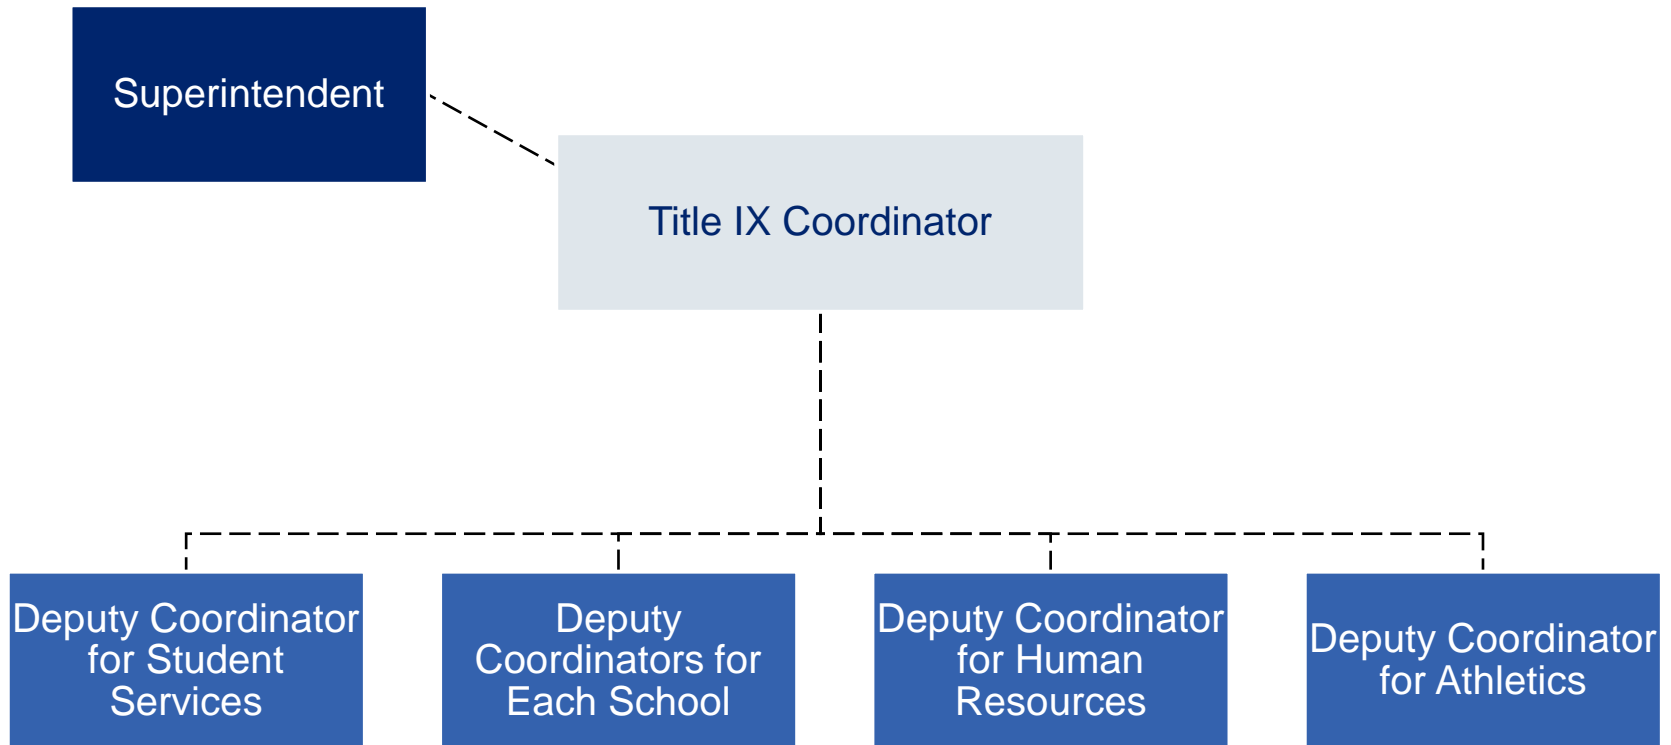 Superintendent
Title IX Coordinator
Deputy Coordinator
for Student
Services
Deputy
Coordinators for
Each School
Deputy Coordinator
for Human
Resources
Deputy Coordinator
for Athletics